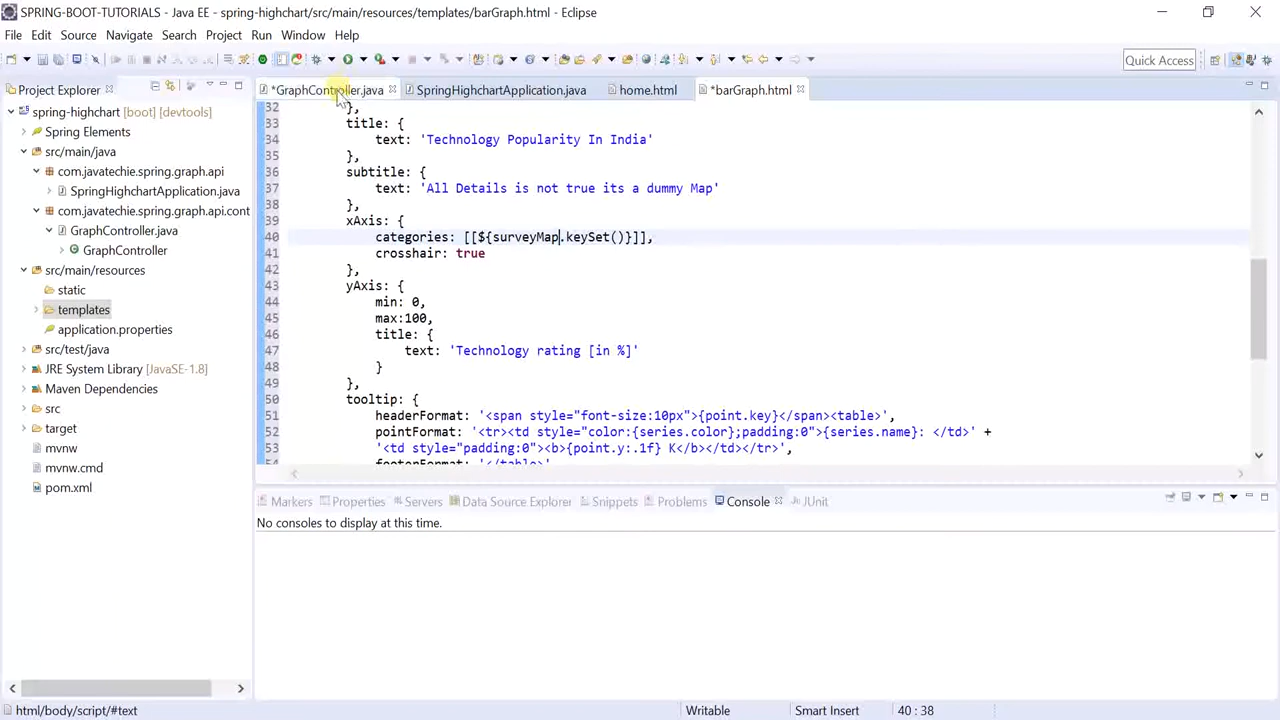 SPRING-BOOT-TUTORIALS - Java EE - spring-highchart/src/main/resources/templates/barGraph.html - Eclipse
File Edit Source Navigate Search Project Run Window Help
Quick Access
Project Explorer
*GraphController.java SpringHighchartApplication.java home.html *barGraph.html
spring-highchart [boot] [devtools]
Spring Elements
src/main/java
com.javatechie.spring.graph.api
SpringHighchartApplication.java
com.javatechie.spring.graph.api.cont
GraphController.java
GraphController
src/main/resources
static
templates
application.properties
src/test/java
JRE System Library [JavaSE-1.8]
Maven Dependencies
src
target
mvnw
mvnw.cmd
pom.xml
32 },
33 title: {
34 text: 'Technology Popularity In India'
35 },
36 subtitle: {
37 text: 'All Details is not true its a dummy Map'
38 },
39 xAxis: {
40 categories: [[${surveyMap.keySet()}]],
41 crosshair: true
42 },
43 yAxis: {
44 min: 0,
45 max:100,
46 title: {
47 text: 'Technology rating [in %]'
48 }
49 },
50 tooltip: {
51 headerFormat: '<span style="font-size:10px">{point.key}</span><table>',
52 pointFormat: '<tr><td style="color:{series.color};padding:0">{series.name}: </td>' +
53 '<td style="padding:0"><b>{point.y:.1f} K</b></td></tr>',
54 footerFormat: '</table>'
Markers Properties Servers Data Source Explorer Snippets Problems Console JUnit
No consoles to display at this time.
html/body/script/#text Writable Smart Insert 40 : 38